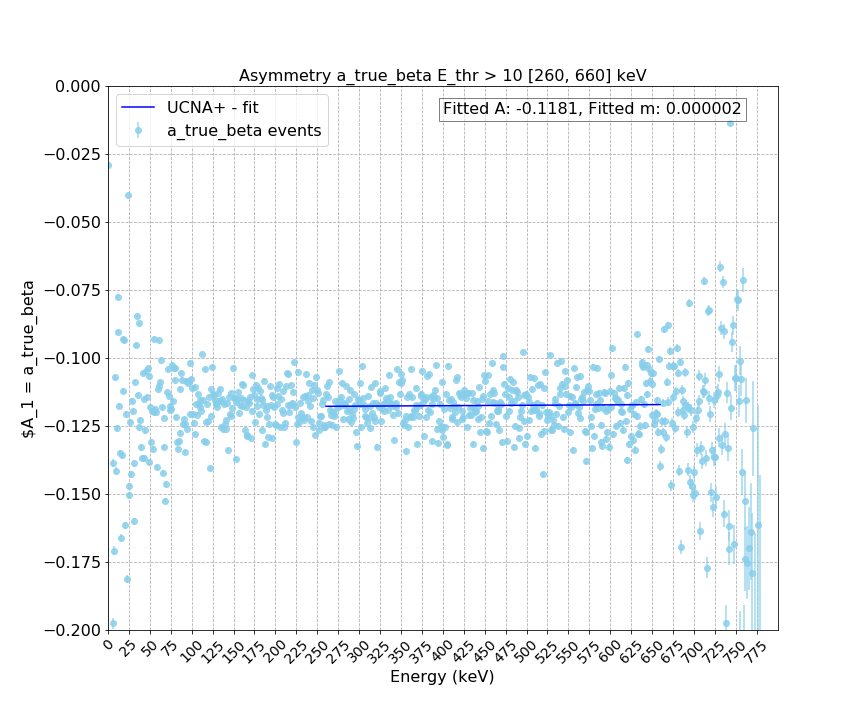 Asymmetry a_true_beta E_thr > 10 [260, 660] keV
UCNA+ - fit
a_true_beta events
Fitted A: -0.1181, Fitted m: 0.000002
$A_1 = a_true_beta
0.000
−0.025
−0.050
−0.075
−0.100
−0.125
−0.150
−0.175
−0.200
0 25 50 75 100 125 150 175 200 225 250 275 300 325 350 375 400 425 450 475 500 525 550 575 600 625 650 675 700 725 750 775
Energy (keV)